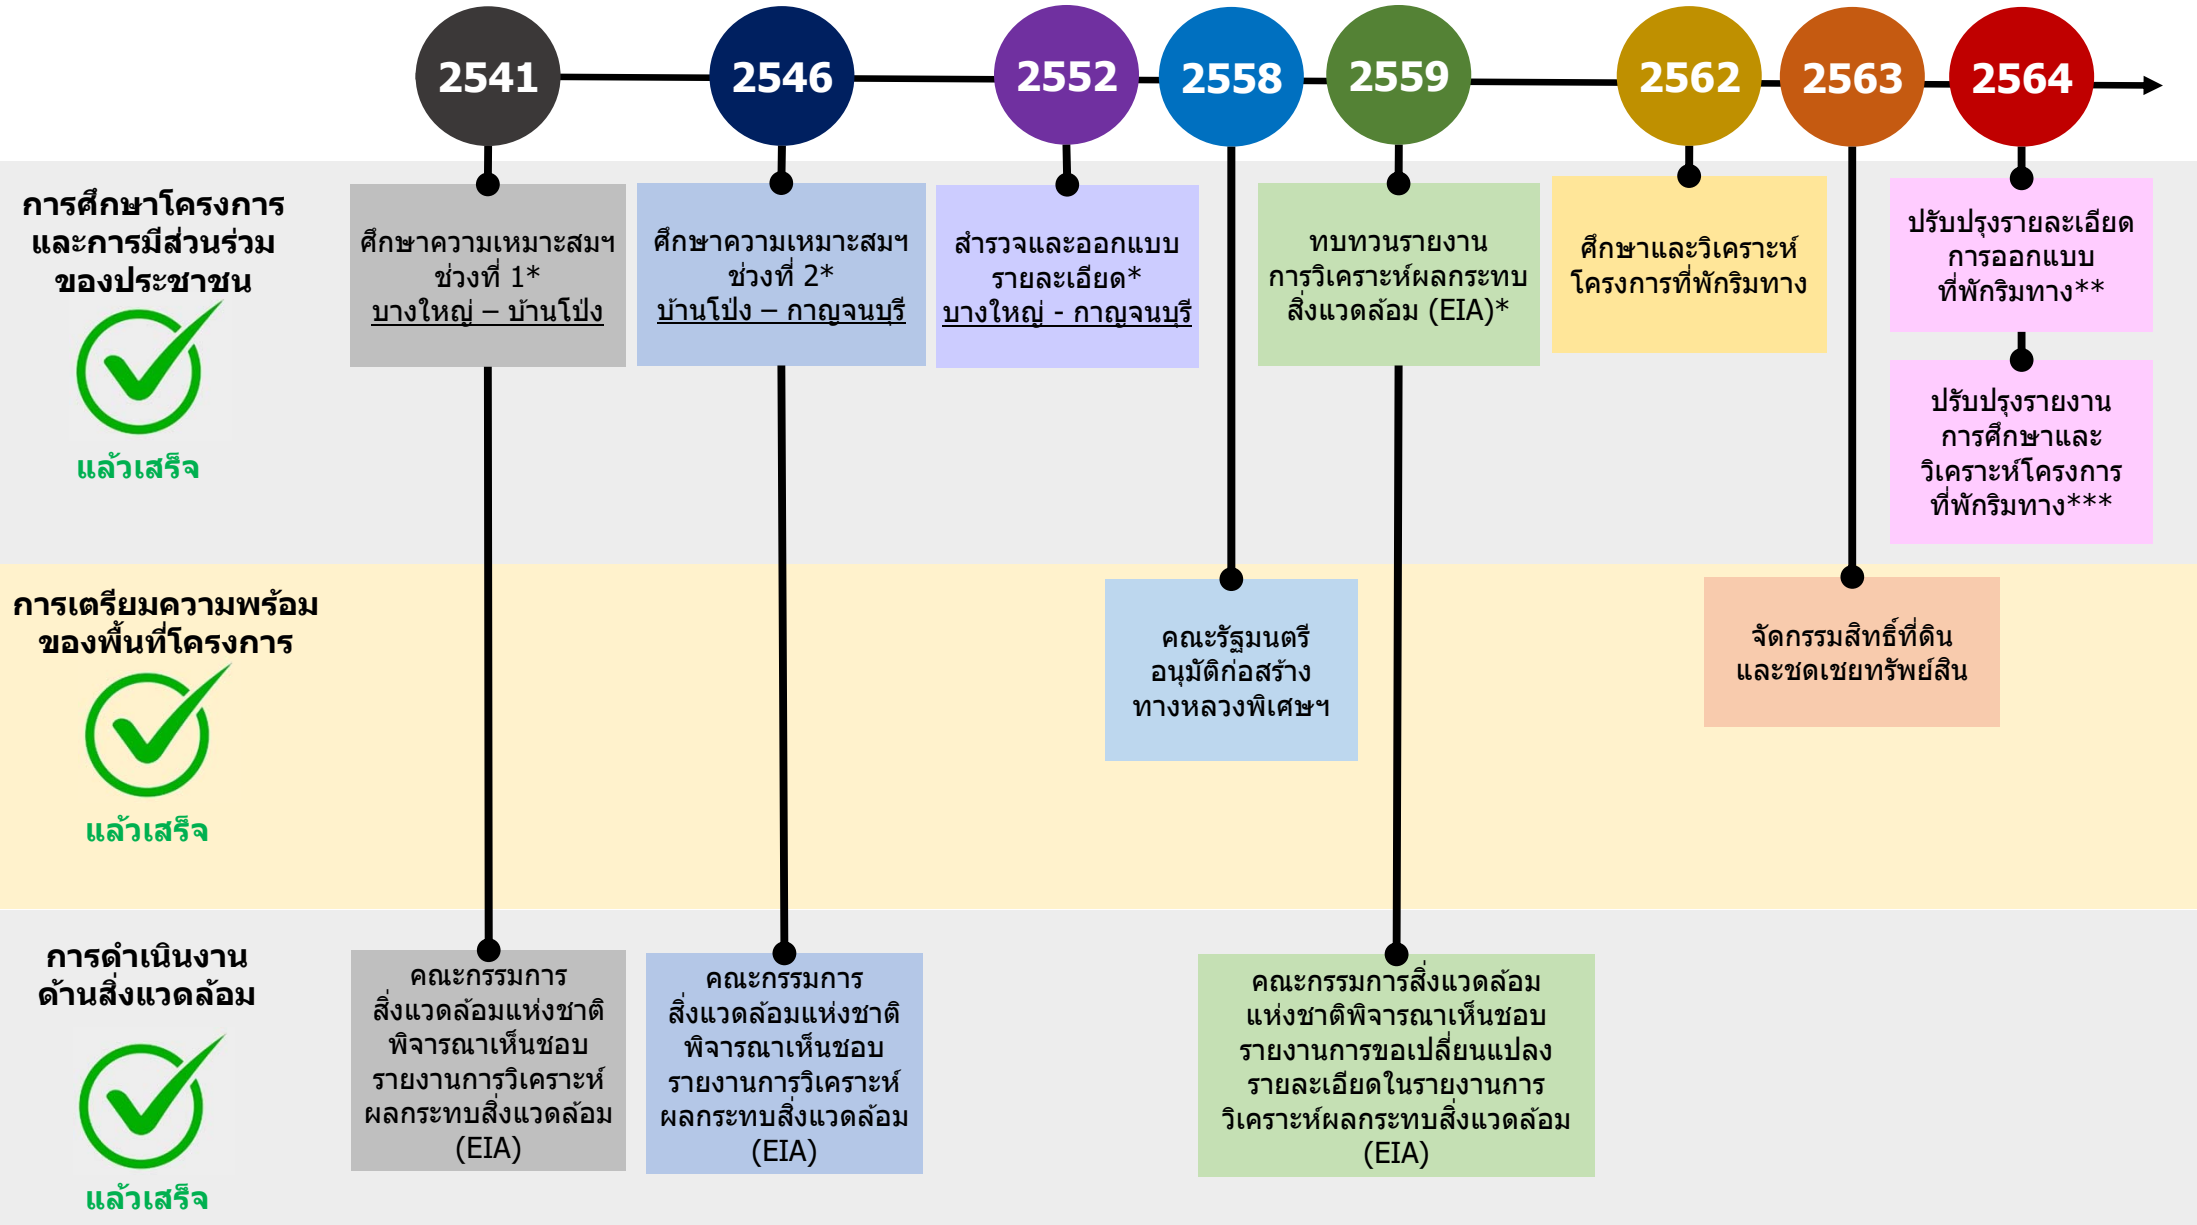 2541
2546
2552
2558
2559
2562
2563
2564
การศึกษาโครงการ
และการมีส่วนร่วม
ของประชาชน
แล้วเสร็จ
ศึกษาความเหมาะสมฯ
ช่วงที่ 1*
บางใหญ่ – บ้านโป่ง
ศึกษาความเหมาะสมฯ
ช่วงที่ 2*
บ้านโป่ง – กาญจนบุรี
สำรวจและออกแบบ
รายละเอียด*
บางใหญ่ - กาญจนบุรี
ทบทวนรายงาน
การวิเคราะห์ผลกระทบ
สิ่งแวดล้อม (EIA)*
ศึกษาและวิเคราะห์
โครงการที่พักริมทาง
ปรับปรุงรายละเอียด
การออกแบบ
ที่พักริมทาง**
ปรับปรุงรายงาน
การศึกษาและ
วิเคราะห์โครงการ
ที่พักริมทาง***
การเตรียมความพร้อม
ของพื้นที่โครงการ
แล้วเสร็จ
คณะรัฐมนตรี
อนุมัติก่อสร้าง
ทางหลวงพิเศษฯ
จัดกรรมสิทธิ์ที่ดิน
และชดเชยทรัพย์สิน
การดำเนินงาน
ด้านสิ่งแวดล้อม
แล้วเสร็จ
คณะกรรมการ
สิ่งแวดล้อมแห่งชาติ
พิจารณาเห็นชอบ
รายงานการวิเคราะห์
ผลกระทบสิ่งแวดล้อม
(EIA)
คณะกรรมการ
สิ่งแวดล้อมแห่งชาติ
พิจารณาเห็นชอบ
รายงานการวิเคราะห์
ผลกระทบสิ่งแวดล้อม
(EIA)
คณะกรรมการสิ่งแวดล้อม
แห่งชาติพิจารณาเห็นชอบ
รายงานการขอเปลี่ยนแปลง
รายละเอียดในรายงานการ
วิเคราะห์ผลกระทบสิ่งแวดล้อม
(EIA)